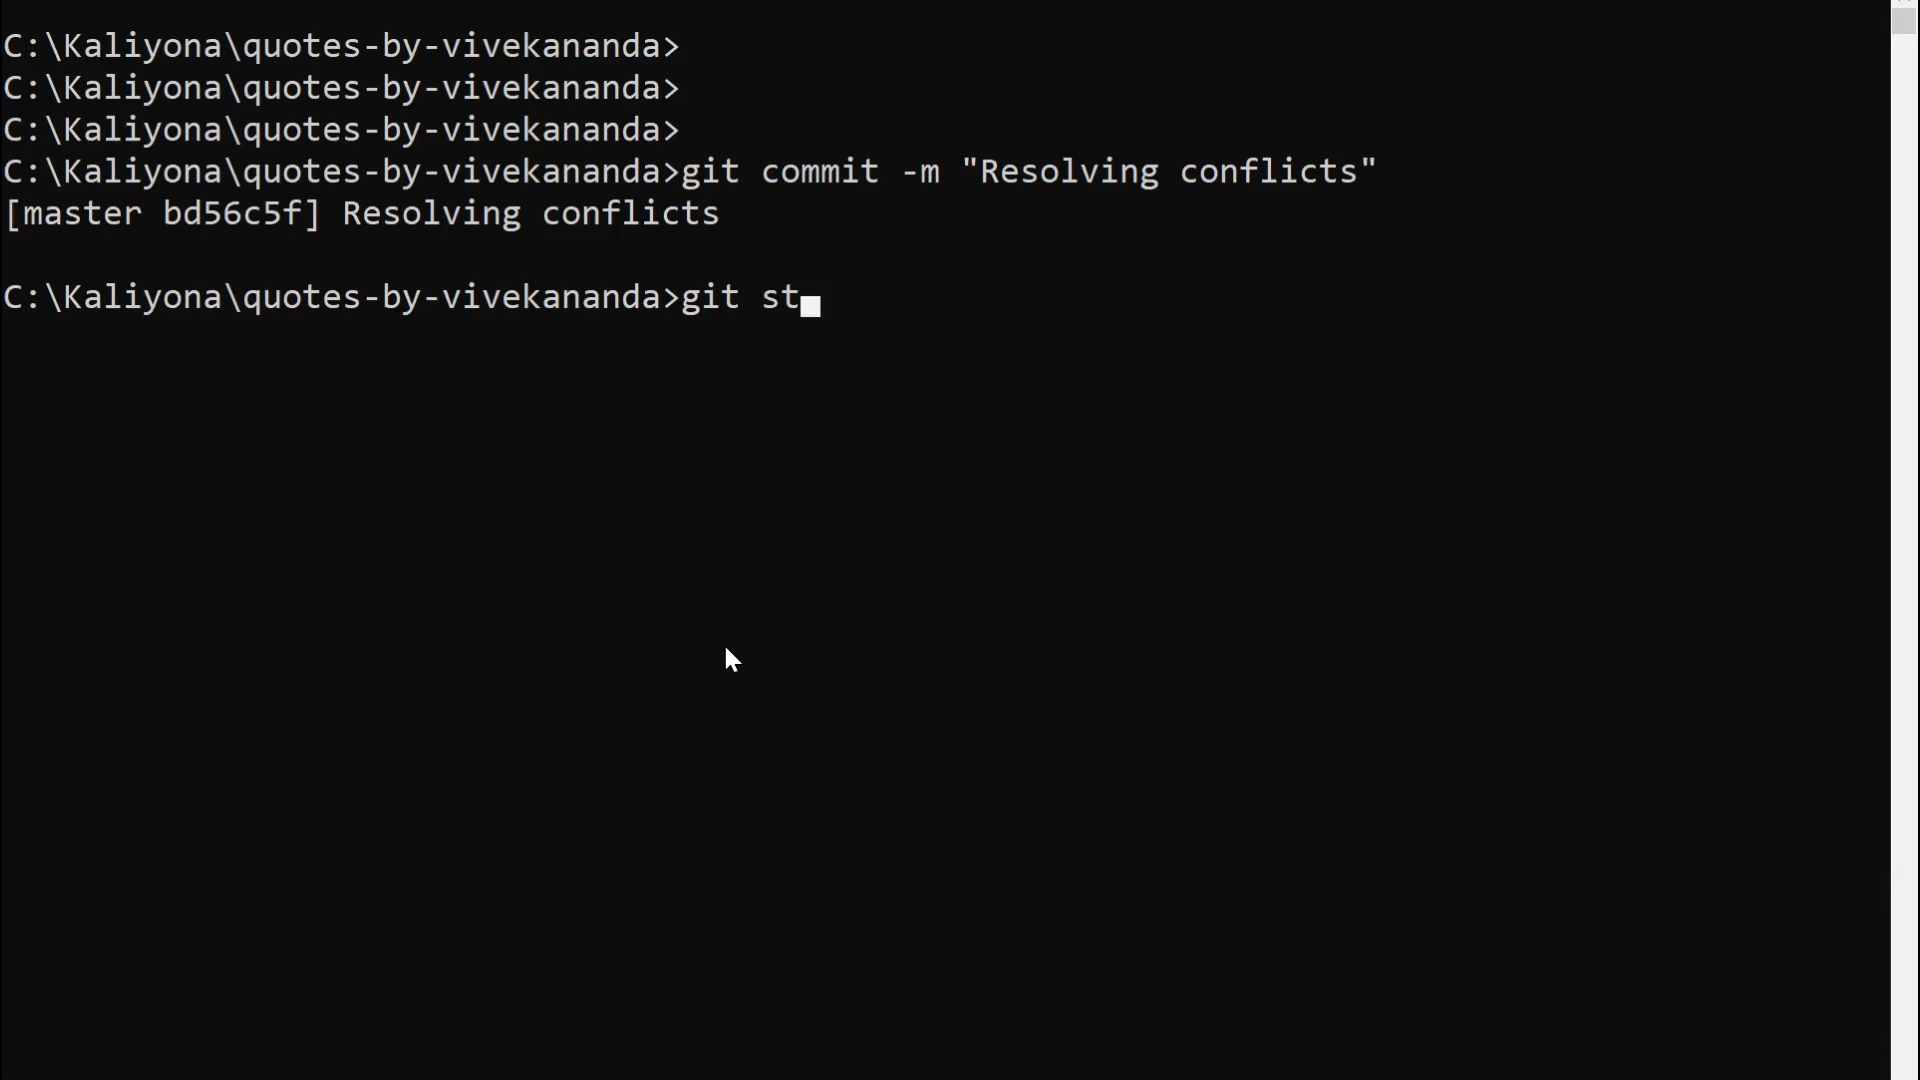 C:\Kaliyona\quotes-by-vivekananda>
C:\Kaliyona\quotes-by-vivekananda>
C:\Kaliyona\quotes-by-vivekananda>
C:\Kaliyona\quotes-by-vivekananda>git commit -m "Resolving conflicts"
[master bd56c5f] Resolving conflicts
C:\Kaliyona\quotes-by-vivekananda>git st